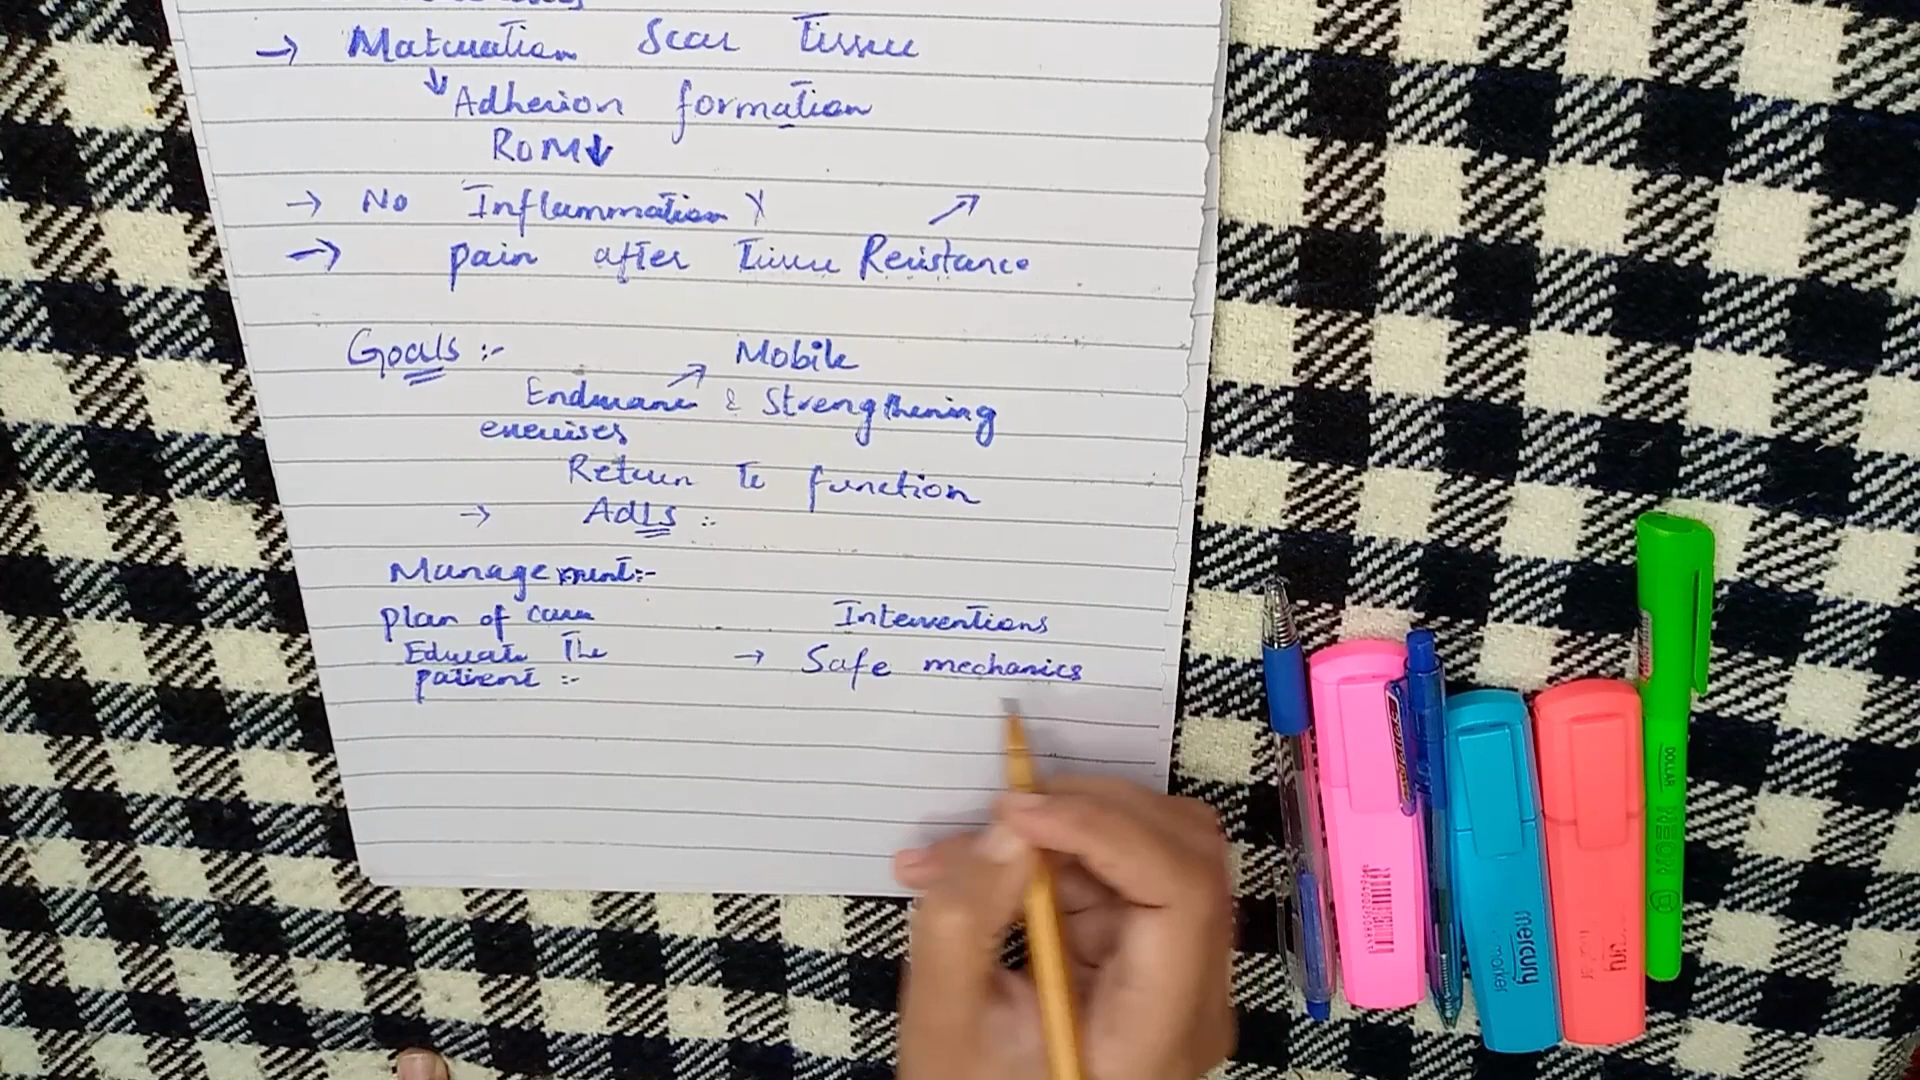 → Maturation Scar Tissue
↓ Adhesion formation
ROM↓
→ No Inflammation X
→ pain after Tissue Resistance ↗
Goals :-
Mobile
Endurance ↗ & Strengthening
exercises
Return To function
→ AdLs :-
Management:-
plan of care Interventions
Educate The → Safe mechanics
patient :-
DOLLAR
mercury